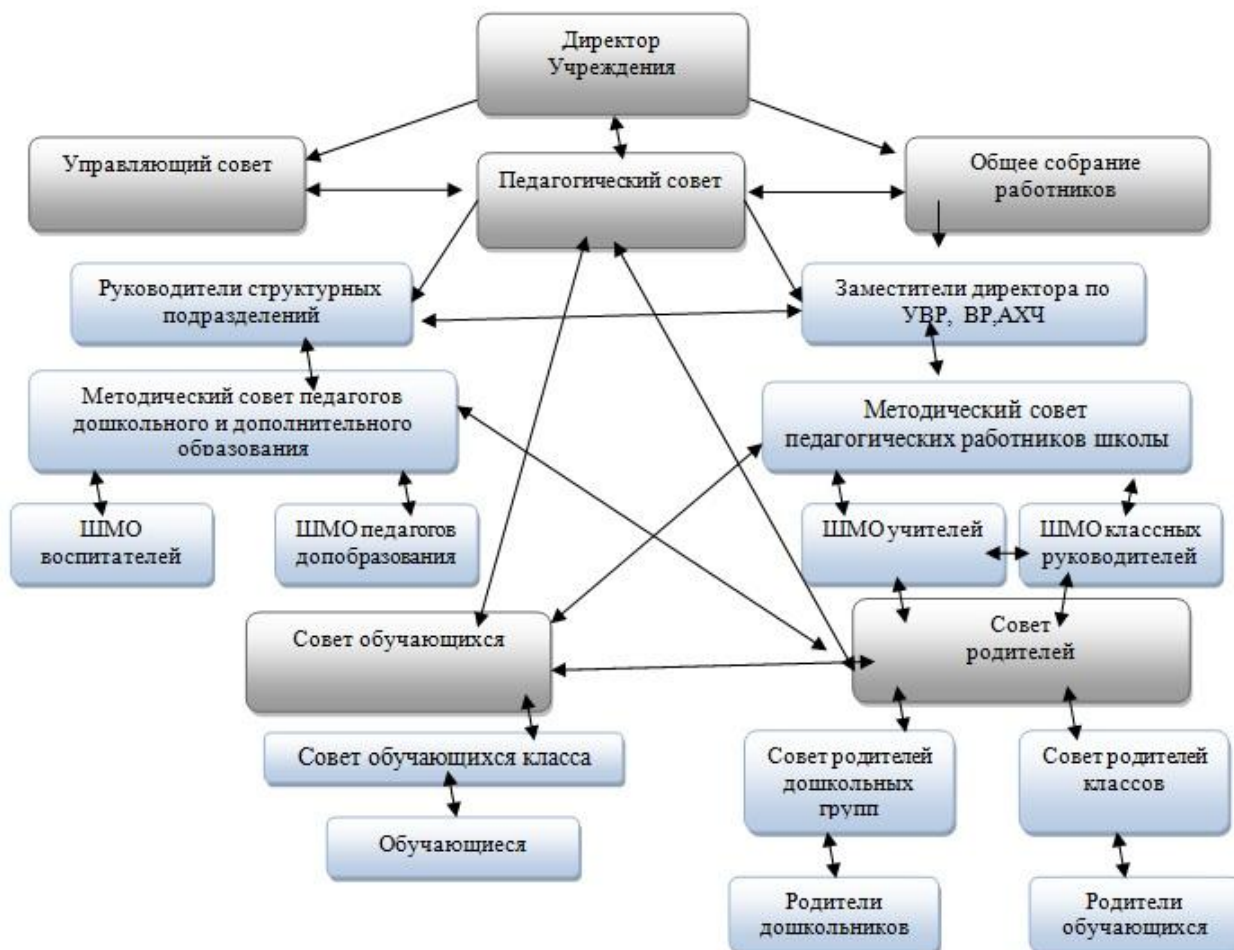 Директор
Учреждения
Управляющий совет
Педагогический совет
Общее собрание
работников
Руководители структурных
подразделений
Заместители директора по
УВР, ВР,АХЧ
Методический совет педагогов
дошкольного и дополнительного
образования
Методический совет
педагогических работников школы
ШМО
воспитателей
ШМО педагогов
допобразования
ШМО учителей
ШМО классных
руководителей
Совет обучающихся
Совет
родителей
Совет обучающихся класса
Совет родителей
дошкольных
групп
Совет родителей
классов
Обучающиеся
Родители
дошкольников
Родители
обучающихся